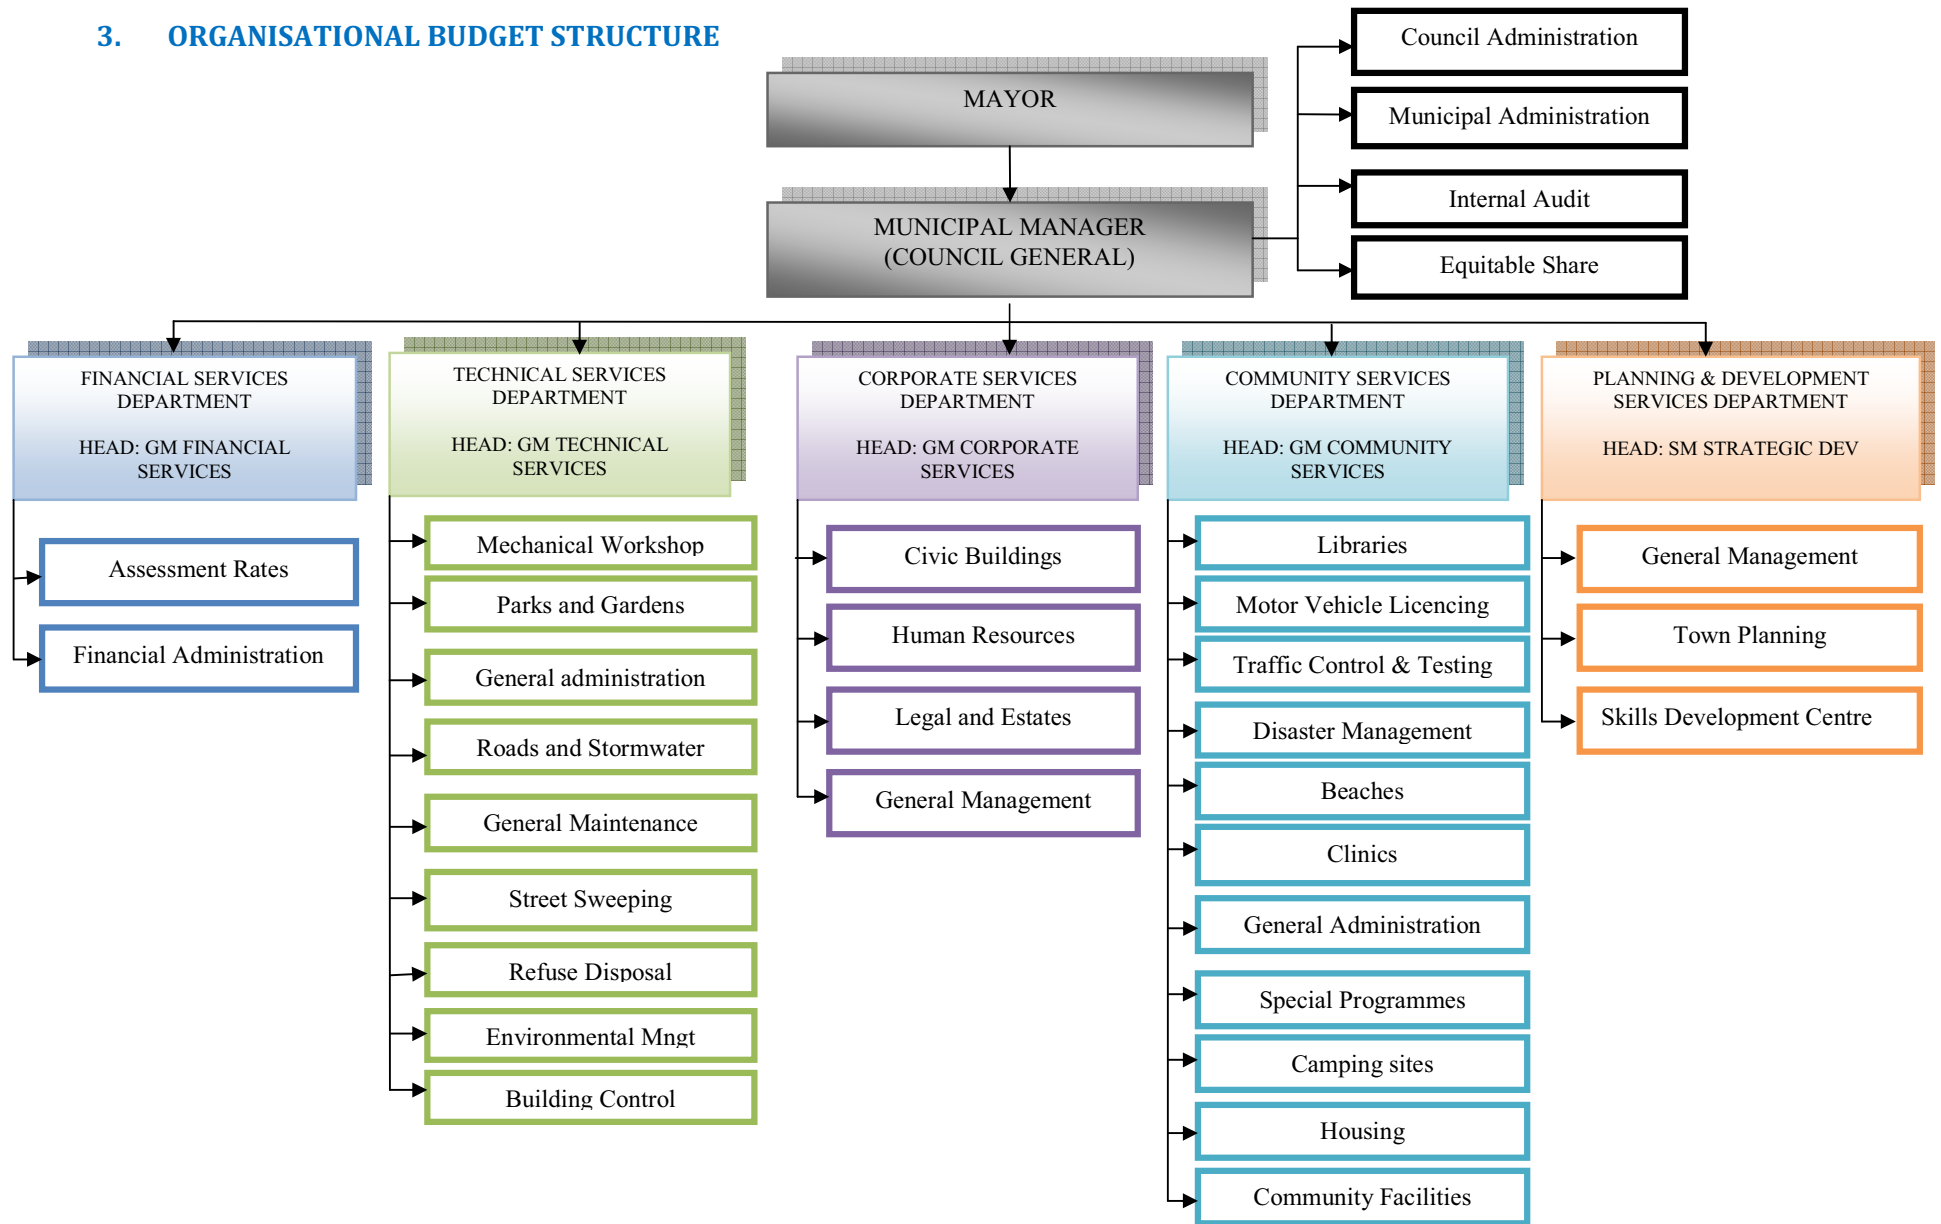 3. ORGANISATIONAL BUDGET STRUCTURE
MAYOR
MUNICIPAL MANAGER
(COUNCIL GENERAL)
Council Administration
Municipal Administration
Internal Audit
Equitable Share
FINANCIAL SERVICES
DEPARTMENT
HEAD: GM FINANCIAL
SERVICES
Assessment Rates
Financial Administration
TECHNICAL SERVICES
DEPARTMENT
HEAD: GM TECHNICAL
SERVICES
Mechanical Workshop
Parks and Gardens
General administration
Roads and Stormwater
General Maintenance
Street Sweeping
Refuse Disposal
Environmental Mngt
Building Control
CORPORATE SERVICES
DEPARTMENT
HEAD: GM CORPORATE
SERVICES
Civic Buildings
Human Resources
Legal and Estates
General Management
COMMUNITY SERVICES
DEPARTMENT
HEAD: GM COMMUNITY
SERVICES
Libraries
Motor Vehicle Licencing
Traffic Control & Testing
Disaster Management
Beaches
Clinics
General Administration
Special Programmes
Camping sites
Housing
Community Facilities
PLANNING & DEVELOPMENT
SERVICES DEPARTMENT
HEAD: SM STRATEGIC DEV
General Management
Town Planning
Skills Development Centre